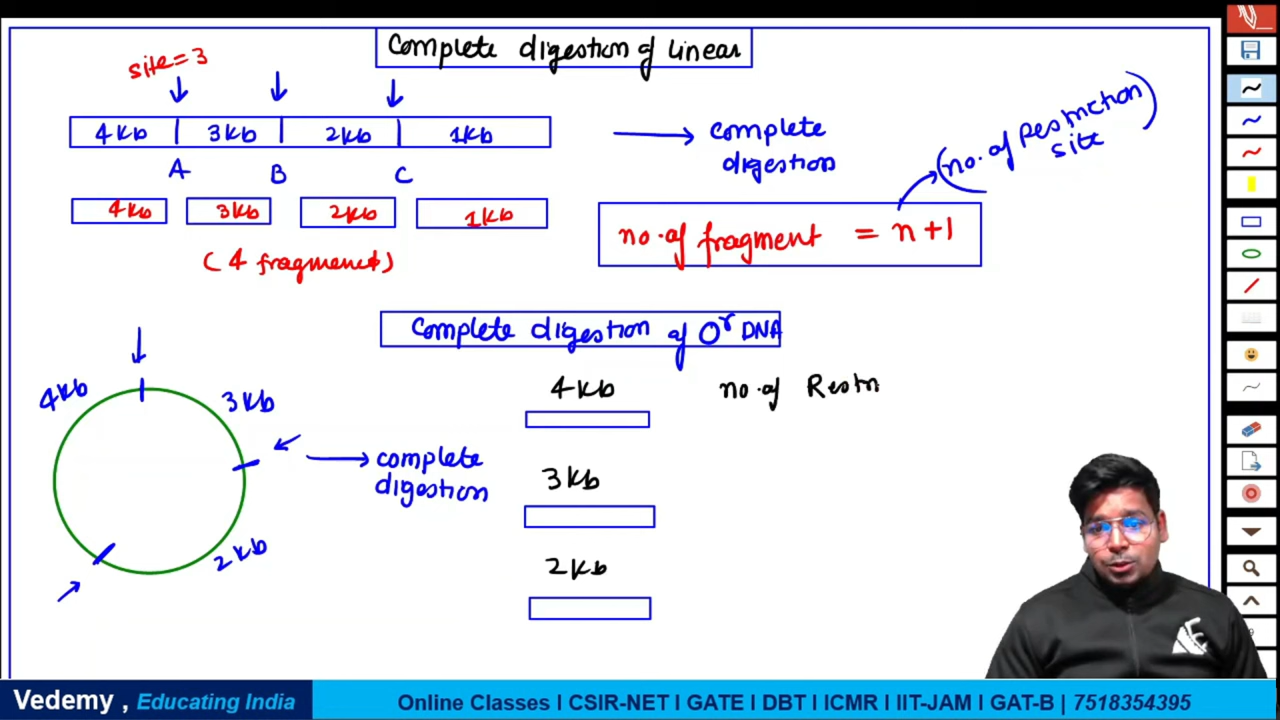 Complete digestion of linear
site = 3
4Kb 3Kb 2Kb 1Kb
A B C
complete
digestion
(no. of Restriction
site)
4Kb 3Kb 2Kb 1Kb
(4 fragment)
no. of fragment = n+1
Complete digestion of Oʳ DNA
4Kb
3Kb
2Kb
complete
digestion
4Kb
3Kb
2Kb
no. of Restn
Vedemy , Educating India
Online Classes I CSIR-NET I GATE I DBT I ICMR I IIT-JAM I GAT-B | 7518354395